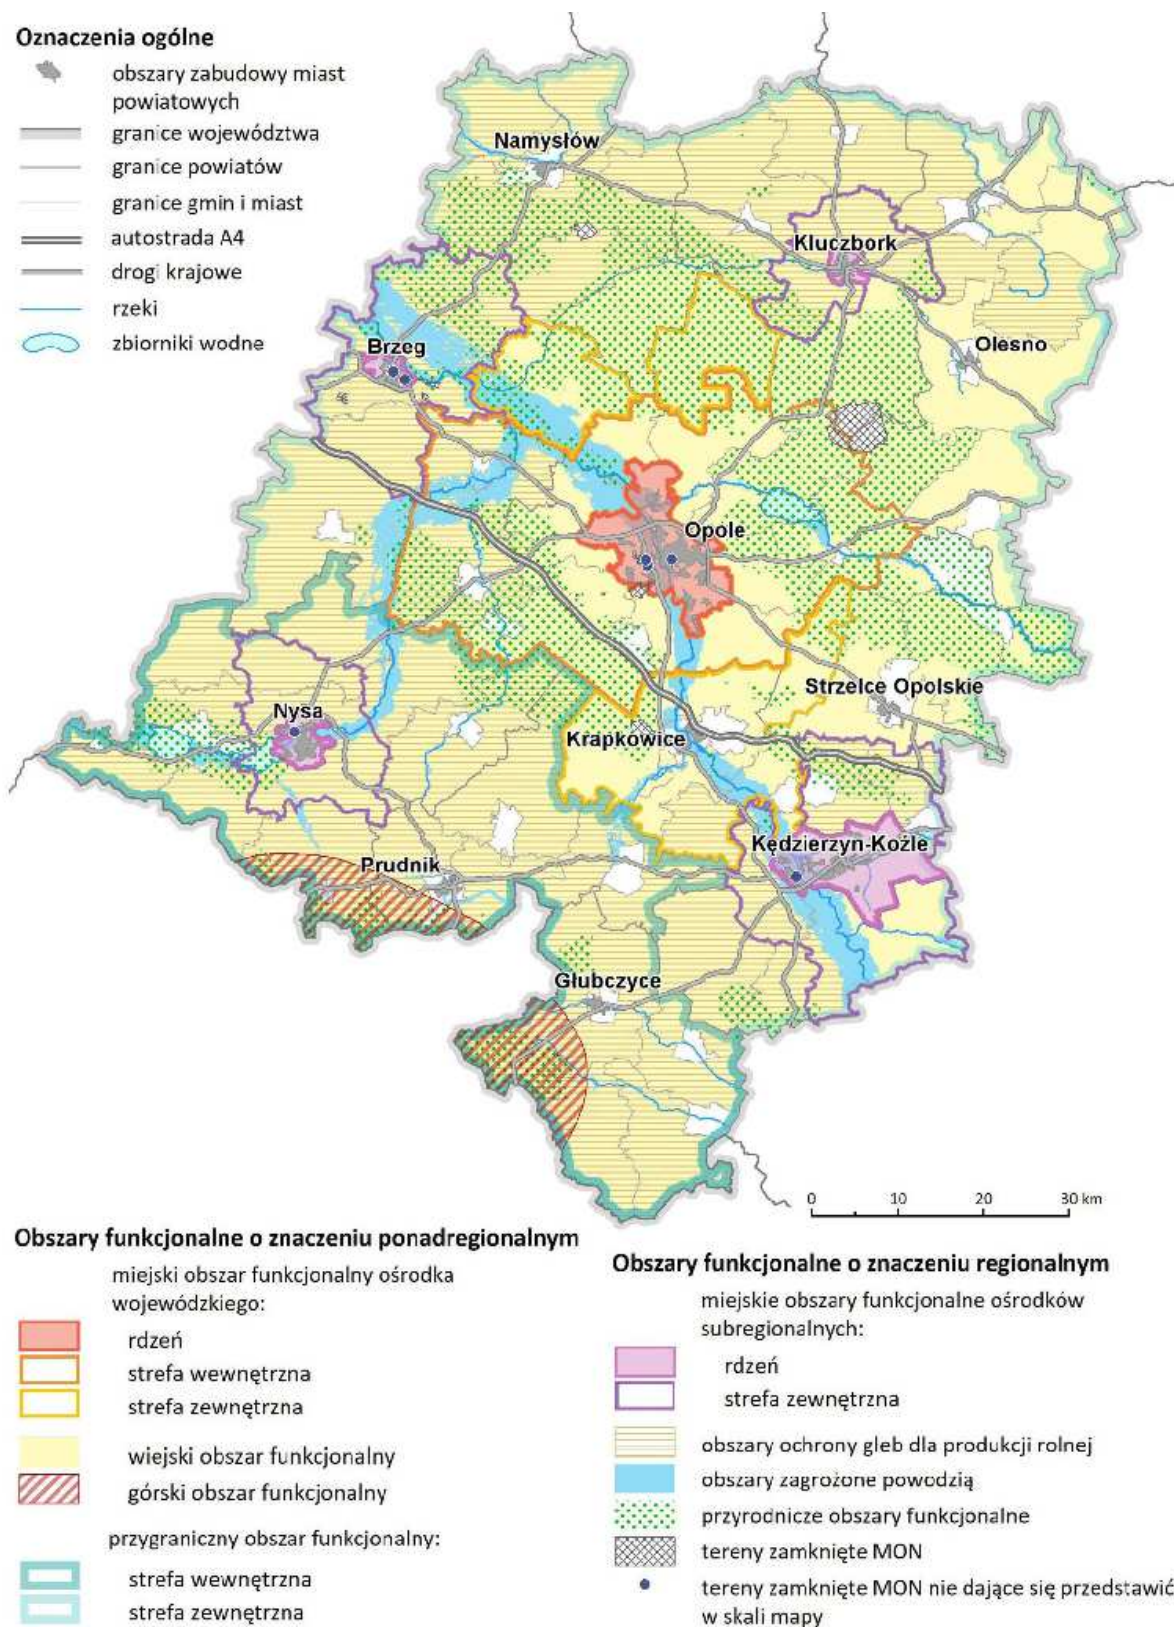 Oznaczenia ogólne
obszary zabudowy miast
powiatowych
granice województwa
granice powiatów
granice gmin i miast
autostrada A4
drogi krajowe
rzeki
zbiorniki wodne
Namysłów
Kluczbork
Brzeg
Olesno
Opole
Strzelce Opolskie
Nysa
Krapkowice
Kędzierzyn-Koźle
Prudnik
Głubczyce
0 10 20 30 km
Obszary funkcjonalne o znaczeniu ponadregionalnym
miejski obszar funkcjonalny ośrodka
wojewódzkiego:
rdzeń
strefa wewnętrzna
strefa zewnętrzna
wiejski obszar funkcjonalny
górski obszar funkcjonalny
przygraniczny obszar funkcjonalny:
strefa wewnętrzna
strefa zewnętrzna
Obszary funkcjonalne o znaczeniu regionalnym
miejskie obszary funkcjonalne ośrodków
subregionalnych:
rdzeń
strefa zewnętrzna
obszary ochrony gleb dla produkcji rolnej
obszary zagrożone powodzią
przyrodnicze obszary funkcjonalne
tereny zamknięte MON
tereny zamknięte MON nie dające się przedstawić
w skali mapy